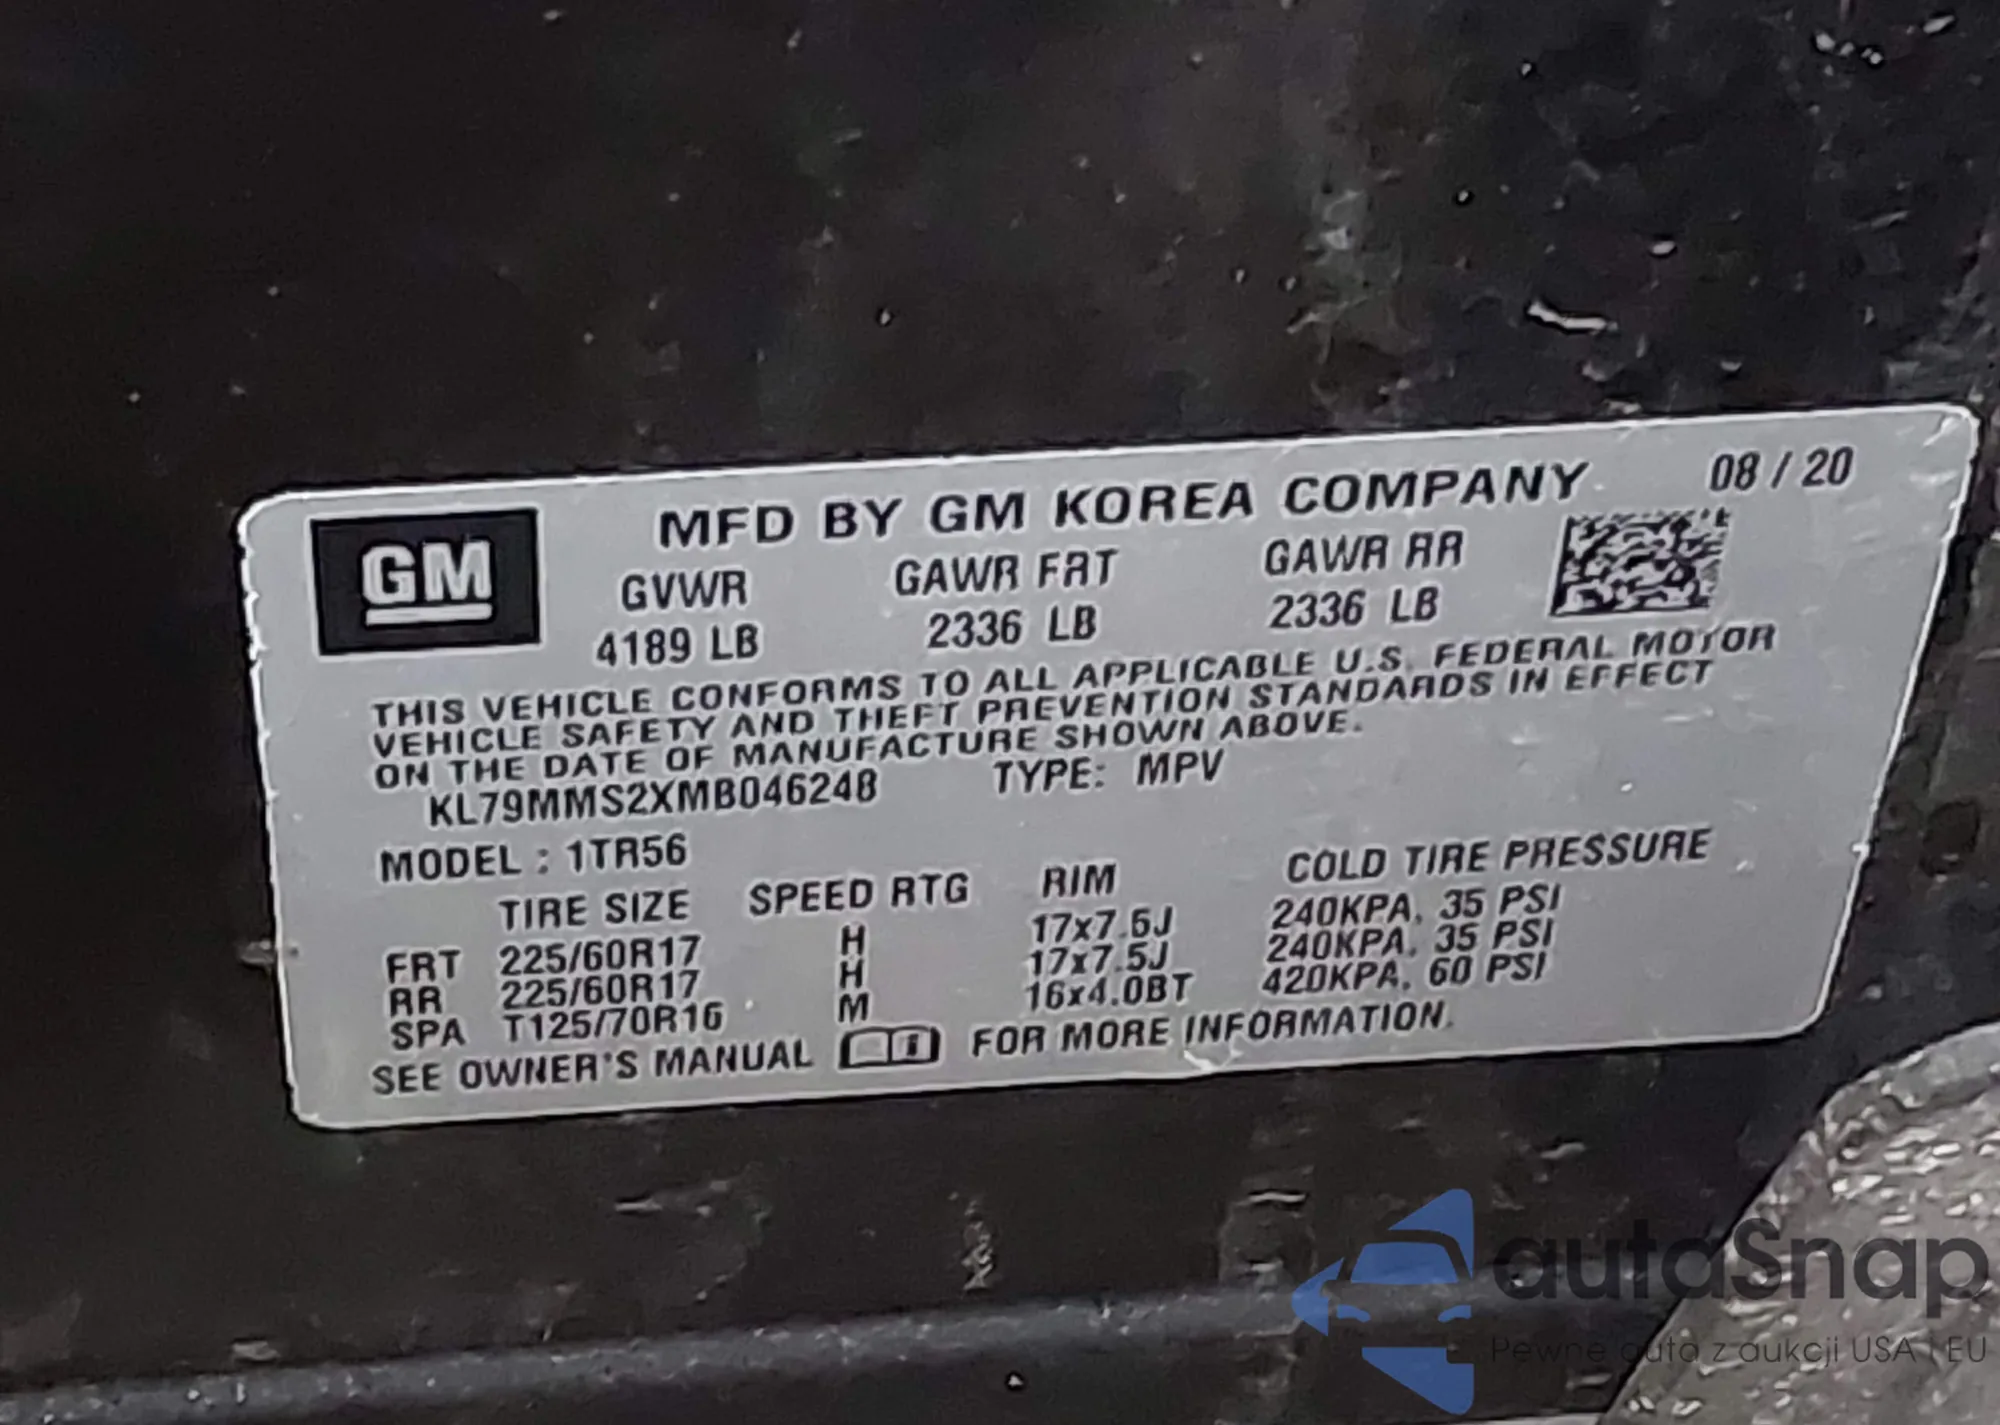 MFD BY GM KOREA COMPANY 08 / 20
GM
GVWR GAWR FRT GAWR RR
4189 LB 2336 LB 2336 LB
THIS VEHICLE CONFORMS TO ALL APPLICABLE U.S. FEDERAL MOTOR
VEHICLE SAFETY AND THEFT PREVENTION STANDARDS IN EFFECT
ON THE DATE OF MANUFACTURE SHOWN ABOVE.
KL79MMS2XMB046248 TYPE: MPV
MODEL : 1TR56
TIRE SIZE SPEED RTG RIM COLD TIRE PRESSURE
FRT 225/60R17 H 17x7.5J 240KPA, 35 PSI
RR 225/60R17 H 17x7.5J 240KPA, 35 PSI
SPA T125/70R16 M 16x4.0BT 420KPA, 60 PSI
SEE OWNER'S MANUAL i FOR MORE INFORMATION.
autaSnap
Pewne auta z aukcji USA i EU